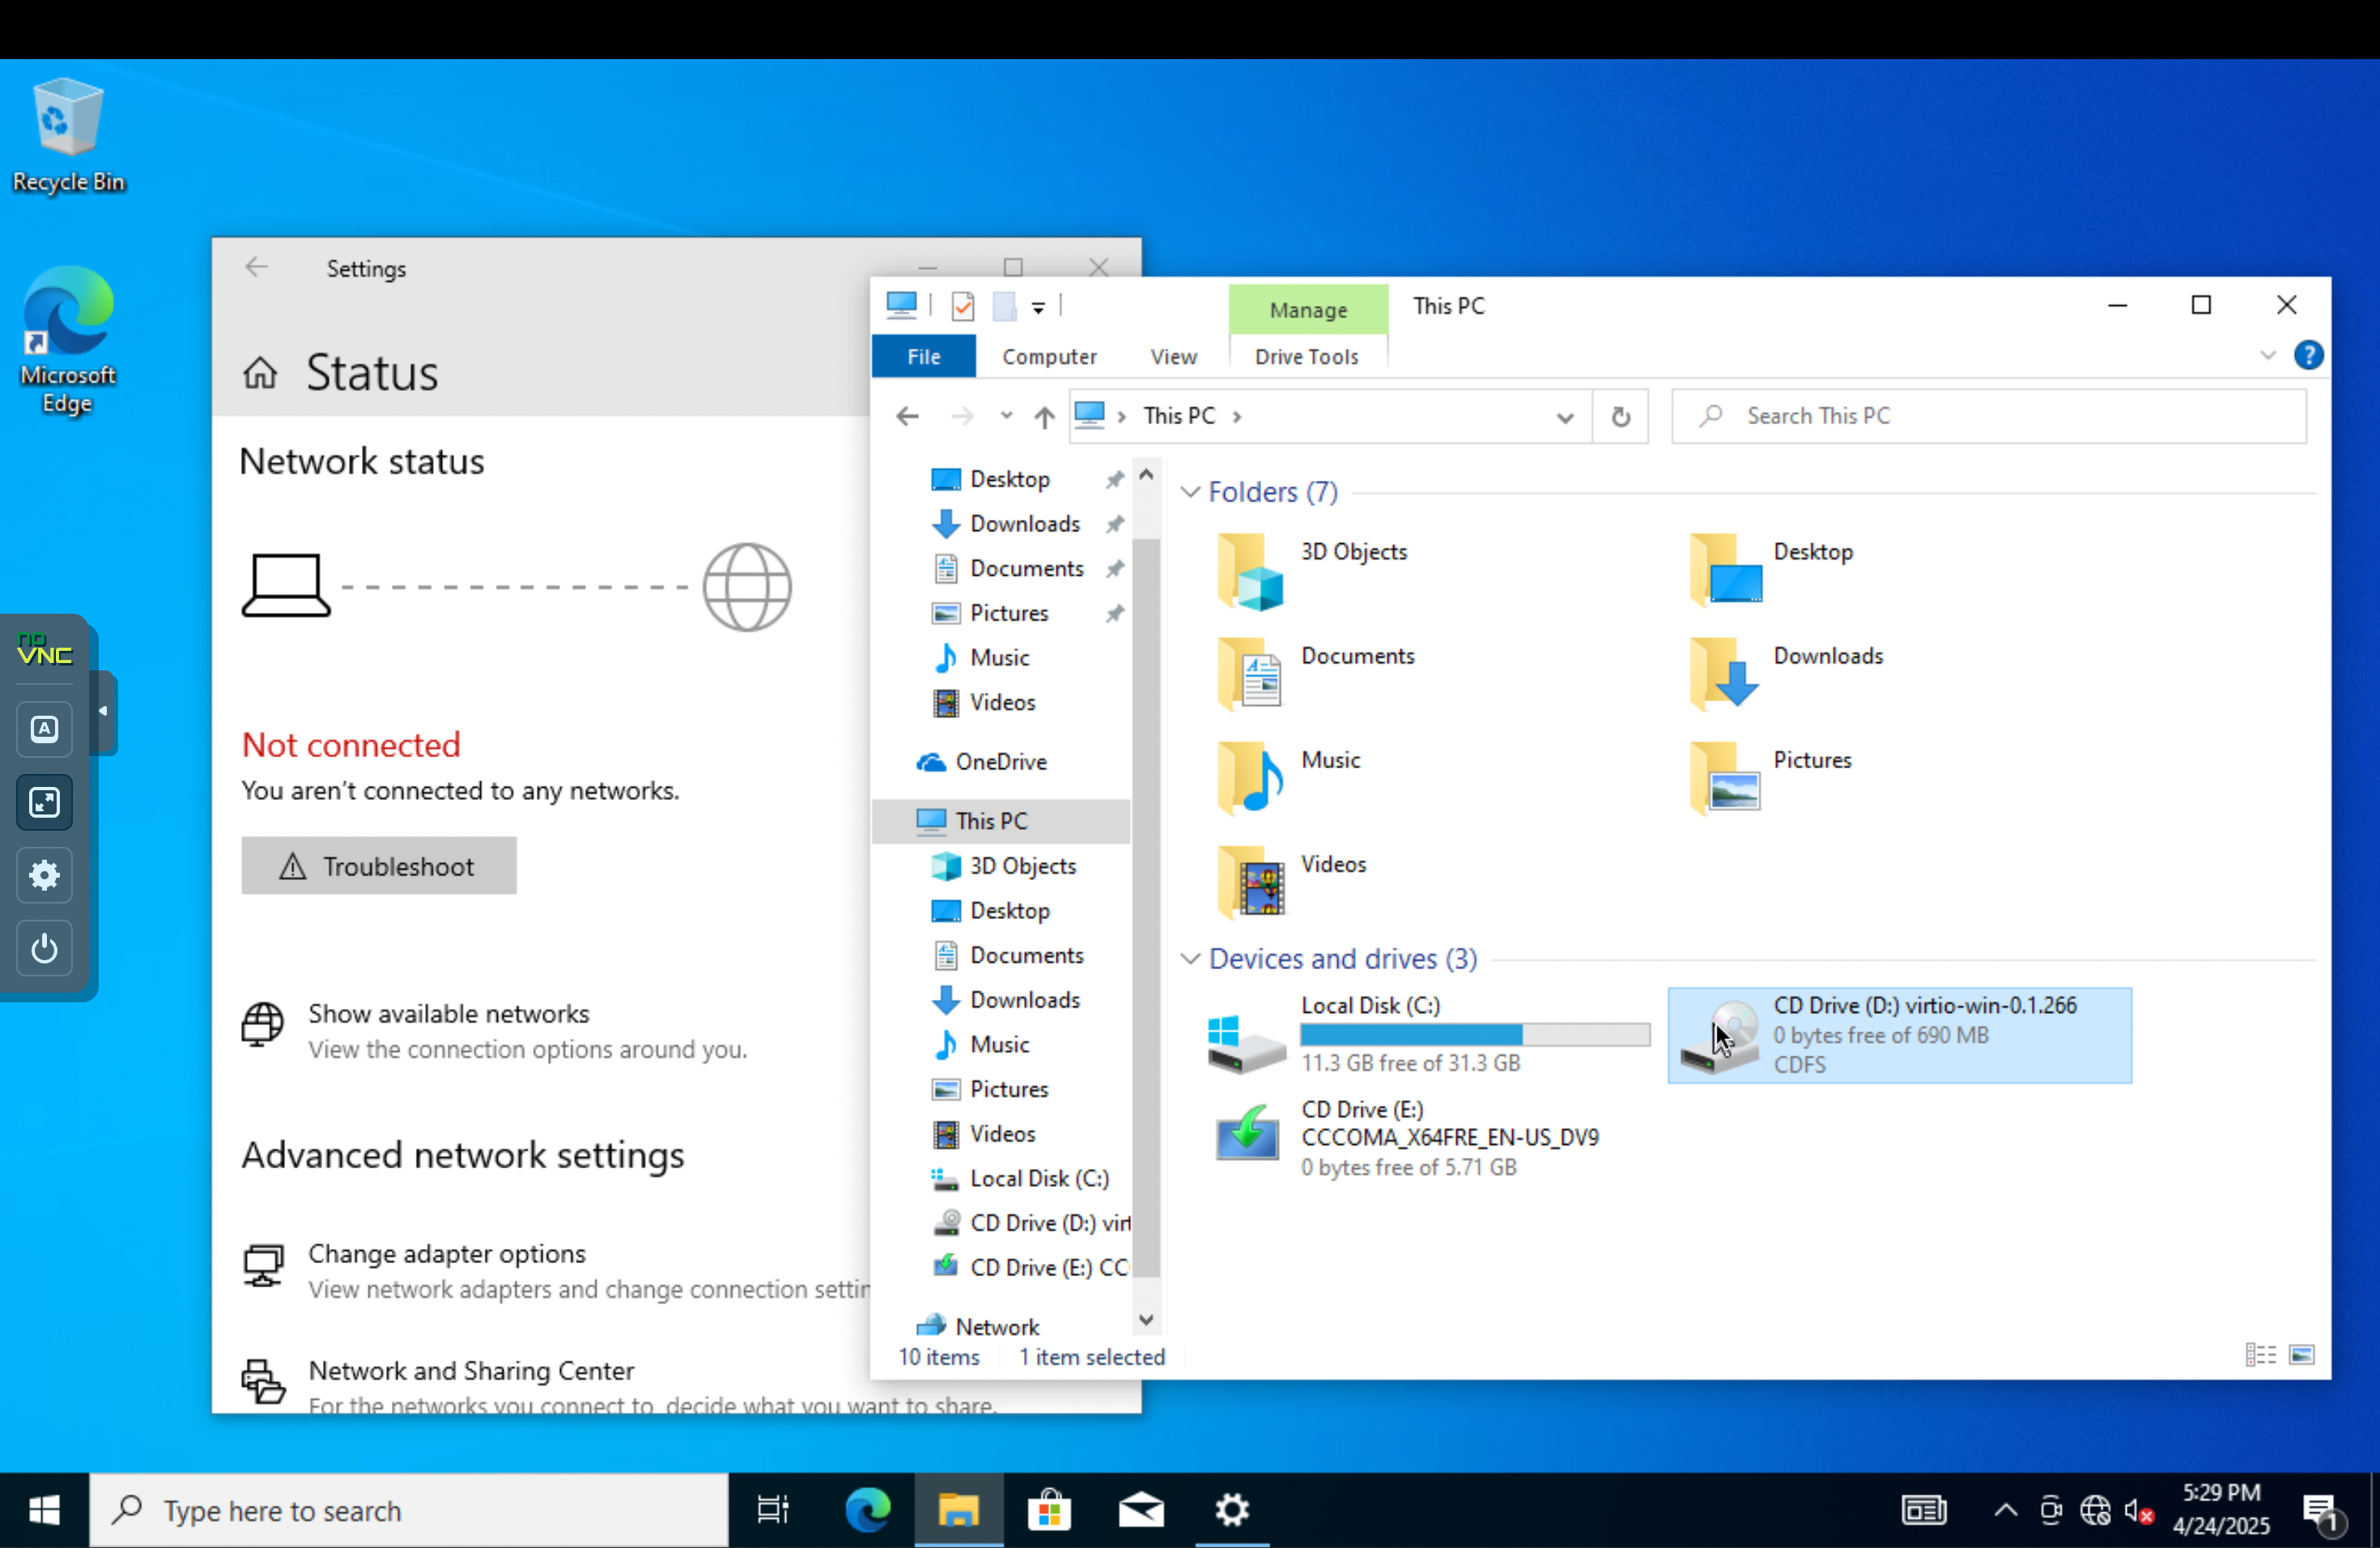 Recycle Bin
Microsoft
Edge
no
VNC
A
Settings
Status
Network status
Not connected
You aren't connected to any networks.
Troubleshoot
Show available networks
View the connection options around you.
Advanced network settings
Change adapter options
View network adapters and change connection settin
Network and Sharing Center
For the networks you connect to, decide what you want to share.
Manage
This PC
File
Computer
View
Drive Tools
?
This PC
Search This PC
Desktop
Downloads
Documents
Pictures
Music
Videos
OneDrive
This PC
3D Objects
Desktop
Documents
Downloads
Music
Pictures
Videos
Local Disk (C:)
CD Drive (D:) virt
CD Drive (E:) CC
Network
Folders (7)
3D Objects
Desktop
Documents
Downloads
Music
Pictures
Videos
Devices and drives (3)
Local Disk (C:)
11.3 GB free of 31.3 GB
CD Drive (D:) virtio-win-0.1.266
0 bytes free of 690 MB
CDFS
CD Drive (E:)
CCCOMA_X64FRE_EN-US_DV9
0 bytes free of 5.71 GB
10 items
1 item selected
Type here to search
5:29 PM
4/24/2025
1